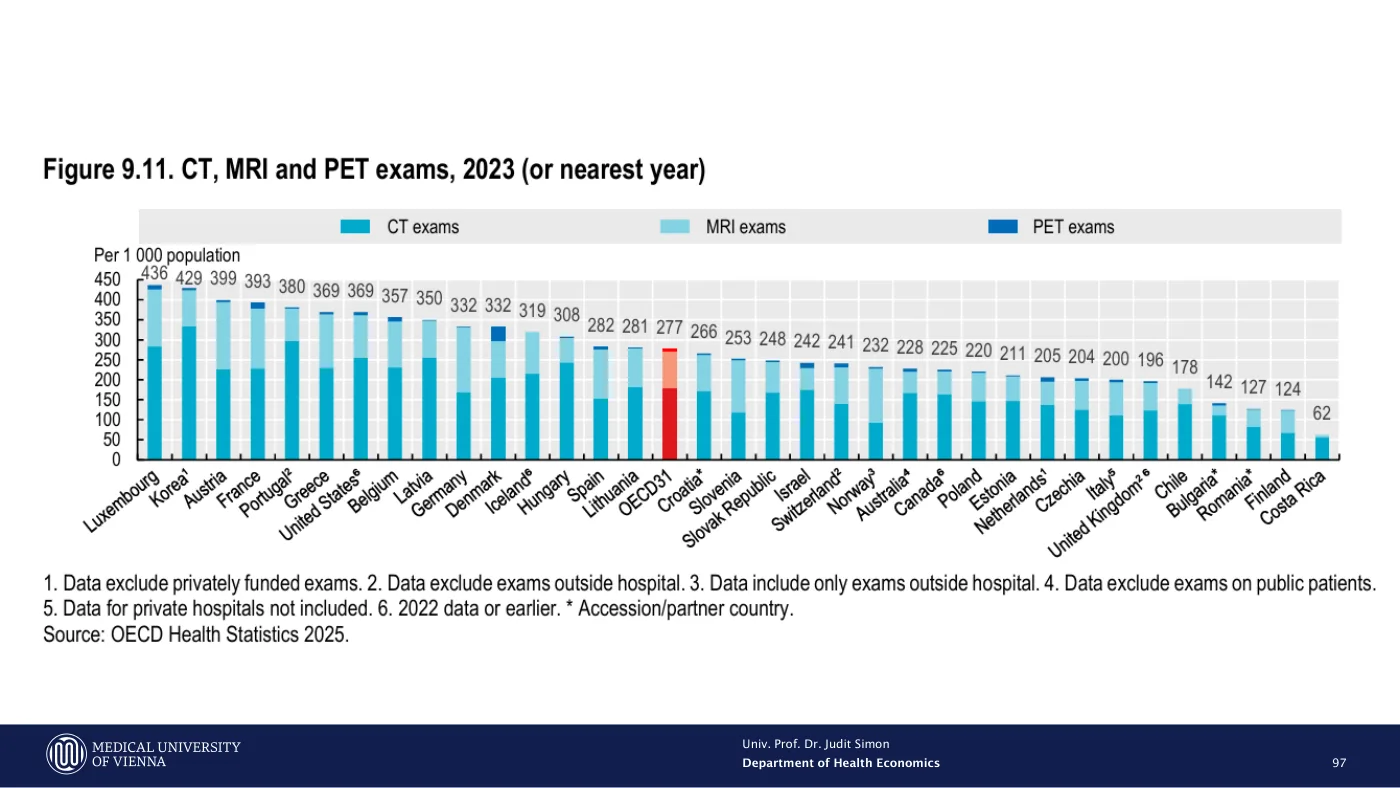 Figure 9.11. CT, MRI and PET exams, 2023 (or nearest year)
CT exams MRI exams PET exams
Per 1 000 population
436 429 399 393 380 369 369 357 350 332 332 319 308 282 281 277 266 253 248 242 241 232 228 225 220 211 205 204 200 196 178 142 127 124 62
450
400
350
300
250
200
150
100
50
0
Luxembourg
Korea¹
Austria
France
Portugal²
Greece
United States⁶
Belgium
Latvia
Germany
Denmark
Iceland⁶
Hungary
Spain
Lithuania
OECD31
Croatia*
Slovenia
Slovak Republic
Israel
Switzerland²
Norway³
Australia⁴
Canada⁶
Poland
Estonia
Netherlands¹
Czechia
Italy⁵
United Kingdom² ⁶
Chile
Bulgaria*
Romania*
Finland
Costa Rica
1. Data exclude privately funded exams. 2. Data exclude exams outside hospital. 3. Data include only exams outside hospital. 4. Data exclude exams on public patients.
5. Data for private hospitals not included. 6. 2022 data or earlier. * Accession/partner country.
Source: OECD Health Statistics 2025.
MEDICAL UNIVERSITY
OF VIENNA
Univ. Prof. Dr. Judit Simon
Department of Health Economics
97